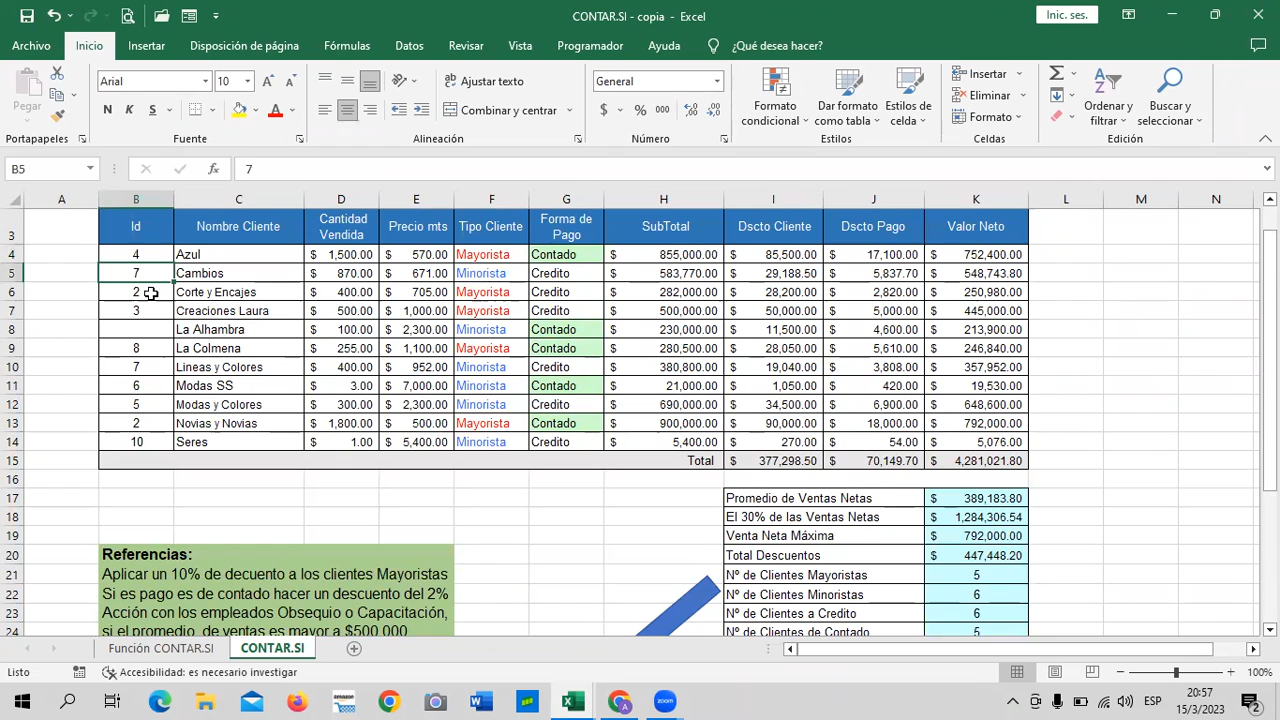 CONTAR.SI - copia - Excel
Inic. ses.
Archivo Inicio Insertar Disposición de página Fórmulas Datos Revisar Vista Programador Ayuda ¿Qué desea hacer?
Pegar
Arial 10
N K S
Ajustar texto
Combinar y centrar
General
$ % 000
Formato condicional
Dar formato como tabla
Estilos de celda
Insertar
Eliminar
Formato
Ordenar y filtrar
Buscar y seleccionar
Portapapeles Fuente Alineación Número Estilos Celdas Edición
B5 fx 7
A B C D E F G H I J K L M N
3 Id Nombre Cliente Cantidad Vendida Precio mts Tipo Cliente Forma de Pago SubTotal Dscto Cliente Dscto Pago Valor Neto
4 4 Azul $ 1,500.00 $ 570.00 Mayorista Contado $ 855,000.00 $ 85,500.00 $ 17,100.00 $ 752,400.00
5 7 Cambios $ 870.00 $ 671.00 Minorista Credito $ 583,770.00 $ 29,188.50 $ 5,837.70 $ 548,743.80
6 2 Corte y Encajes $ 400.00 $ 705.00 Mayorista Credito $ 282,000.00 $ 28,200.00 $ 2,820.00 $ 250,980.00
7 3 Creaciones Laura $ 500.00 $ 1,000.00 Mayorista Credito $ 500,000.00 $ 50,000.00 $ 5,000.00 $ 445,000.00
8 La Alhambra $ 100.00 $ 2,300.00 Minorista Contado $ 230,000.00 $ 11,500.00 $ 4,600.00 $ 213,900.00
9 8 La Colmena $ 255.00 $ 1,100.00 Mayorista Contado $ 280,500.00 $ 28,050.00 $ 5,610.00 $ 246,840.00
10 7 Lineas y Colores $ 400.00 $ 952.00 Minorista Credito $ 380,800.00 $ 19,040.00 $ 3,808.00 $ 357,952.00
11 6 Modas SS $ 3.00 $ 7,000.00 Minorista Contado $ 21,000.00 $ 1,050.00 $ 420.00 $ 19,530.00
12 5 Modas y Colores $ 300.00 $ 2,300.00 Minorista Credito $ 690,000.00 $ 34,500.00 $ 6,900.00 $ 648,600.00
13 2 Novias y Novias $ 1,800.00 $ 500.00 Mayorista Contado $ 900,000.00 $ 90,000.00 $ 18,000.00 $ 792,000.00
14 10 Seres $ 1.00 $ 5,400.00 Minorista Credito $ 5,400.00 $ 270.00 $ 54.00 $ 5,076.00
15 Total $ 377,298.50 $ 70,149.70 $ 4,281,021.80
16
17 Promedio de Ventas Netas $ 389,183.80
18 El 30% de las Ventas Netas $ 1,284,306.54
19 Venta Neta Máxima $ 792,000.00
20 Referencias: Total Descuentos $ 447,448.20
21 Aplicar un 10% de decuento a los clientes Mayoristas Nº de Clientes Mayoristas 5
22 Si es pago es de contado hacer un descuento del 2% Nº de Clientes Minoristas 6
23 Acción con los empleados Obsequio o Capacitación, Nº de Clientes a Credito 6
24 si el promedio de ventas es mayor a $500.000 Nº de Clientes de Contado 5
Función CONTAR.SI CONTAR.SI
Listo Accesibilidad: es necesario investigar 100%
amazon
zoom
ESP
20:57
15/3/2023
2